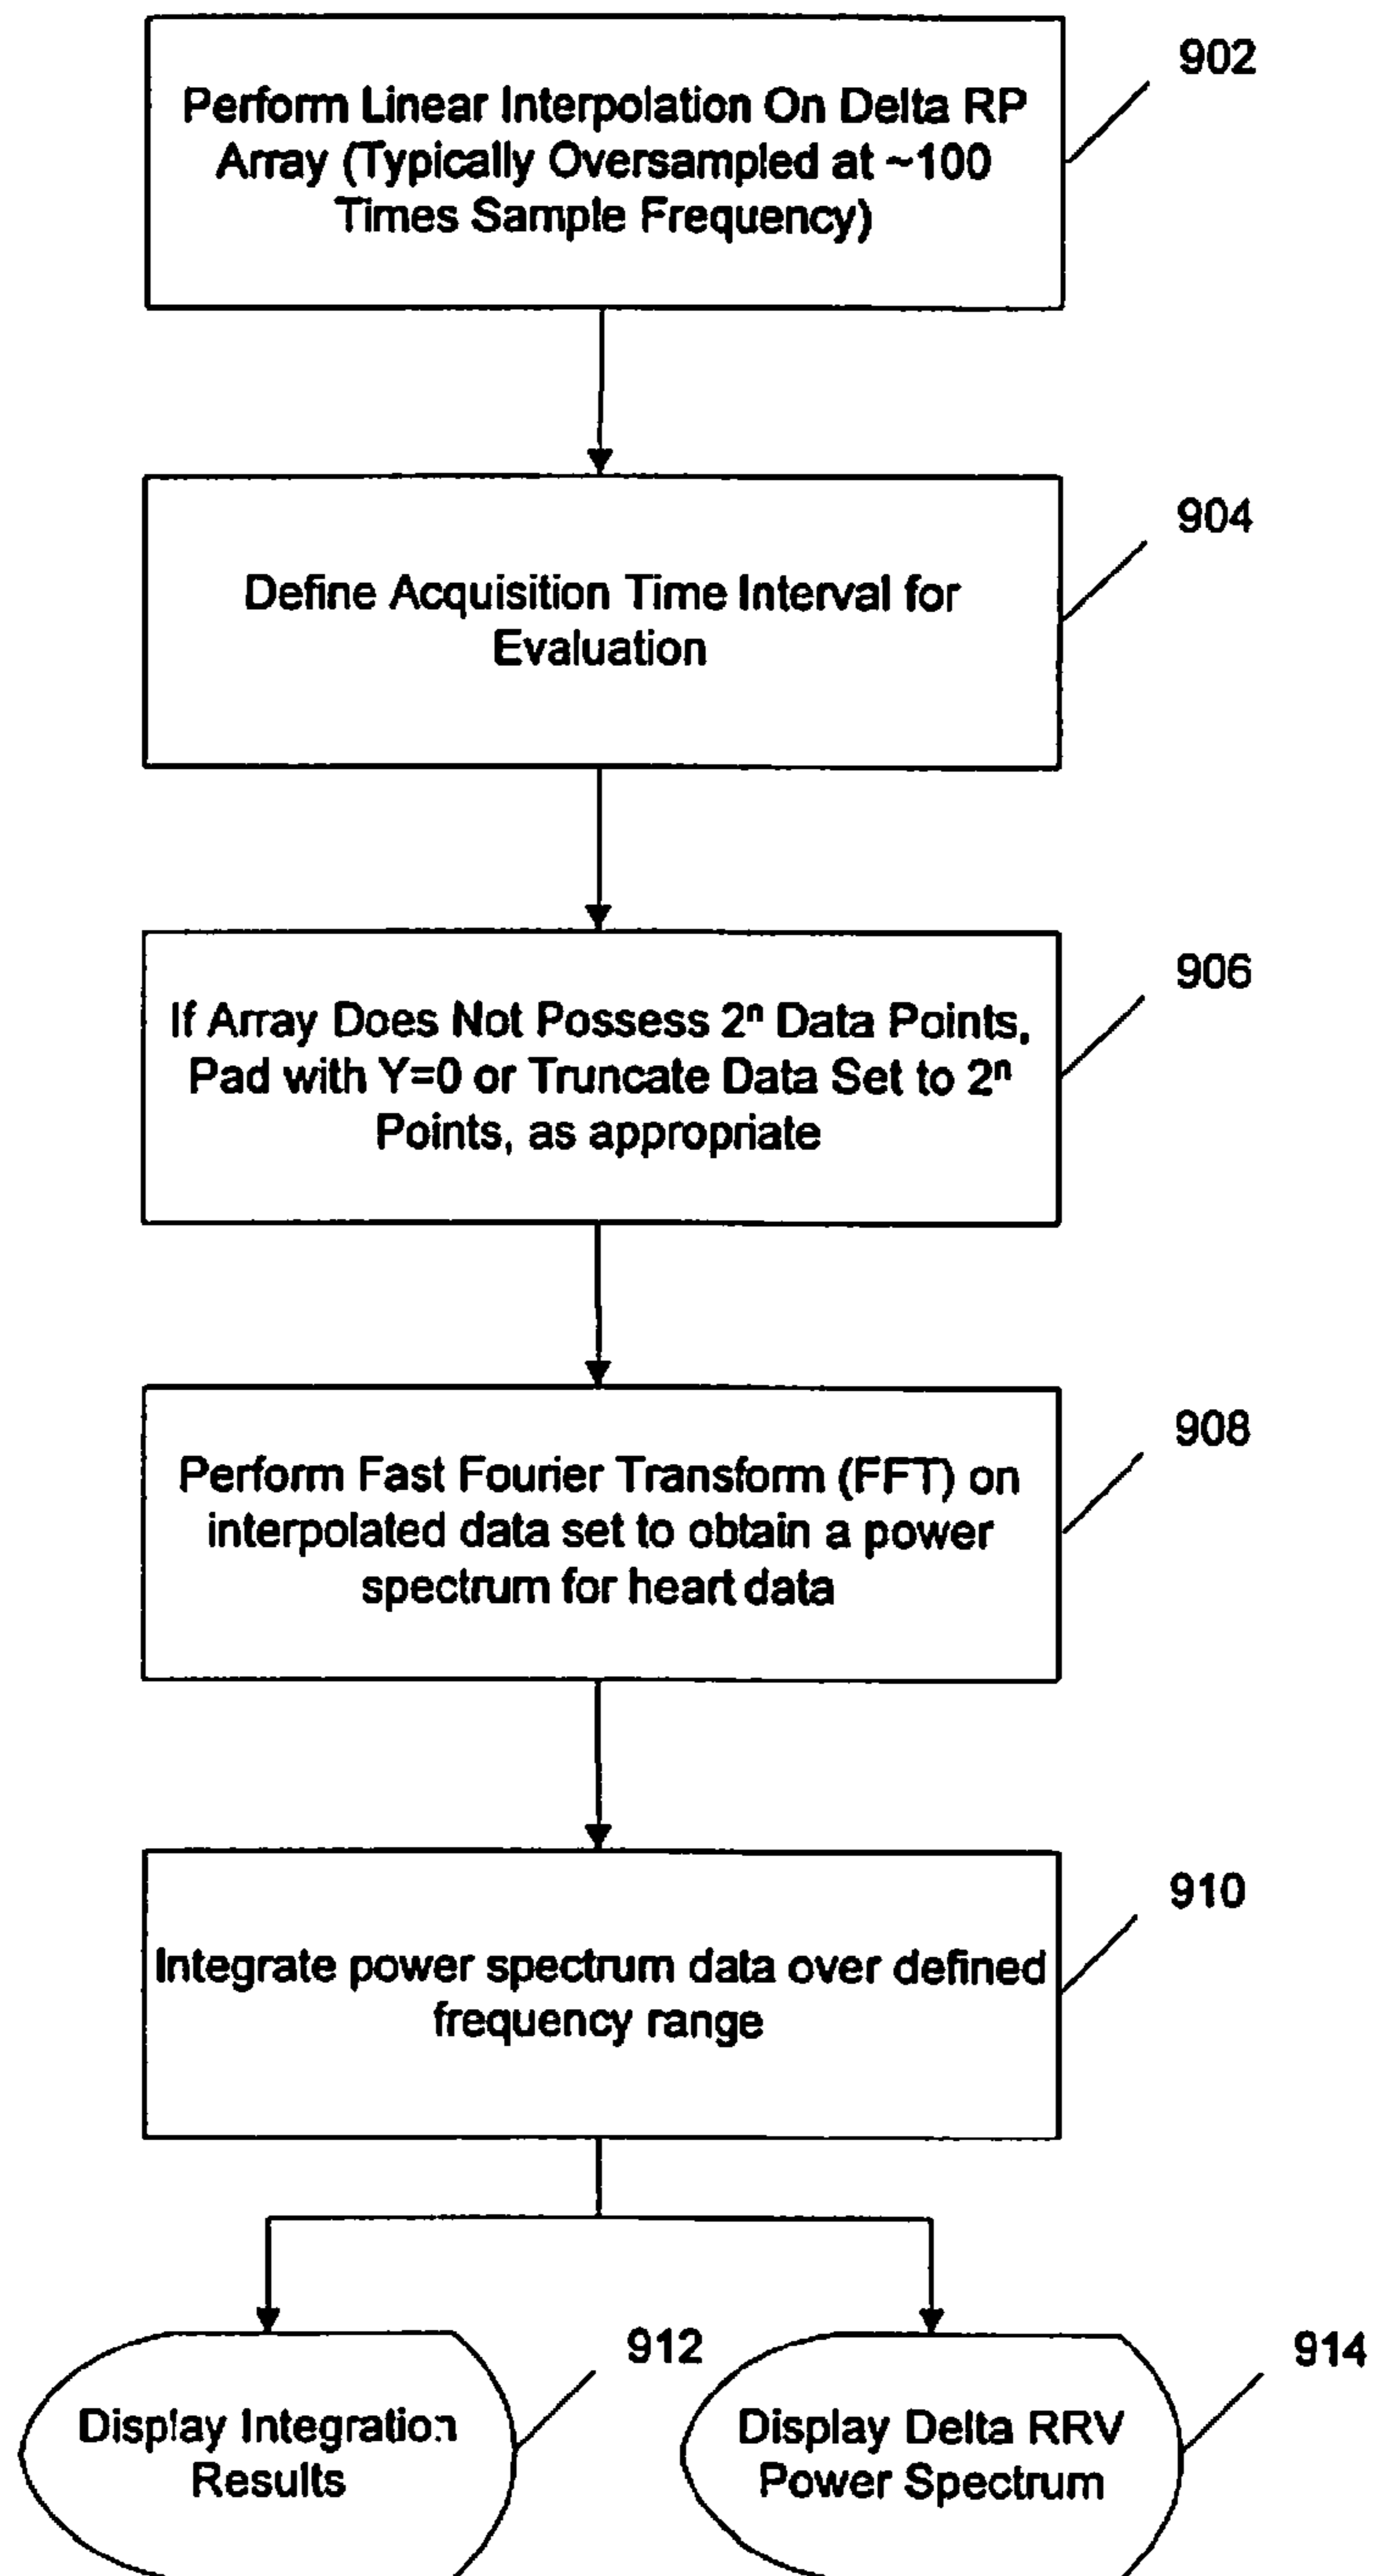 902
Perform Linear Interpolation On Delta RP
Array (Typically Oversampled at ~100
Times Sample Frequency)
904
Define Acquisition Time Interval for
Evaluation
906
If Array Does Not Possess 2ⁿ Data Points,
Pad with Y=0 or Truncate Data Set to 2ⁿ
Points, as appropriate
908
Perform Fast Fourier Transform (FFT) on
interpolated data set to obtain a power
spectrum for heart data
910
Integrate power spectrum data over defined
frequency range
912
Display Integration
Results
914
Display Delta RRV
Power Spectrum